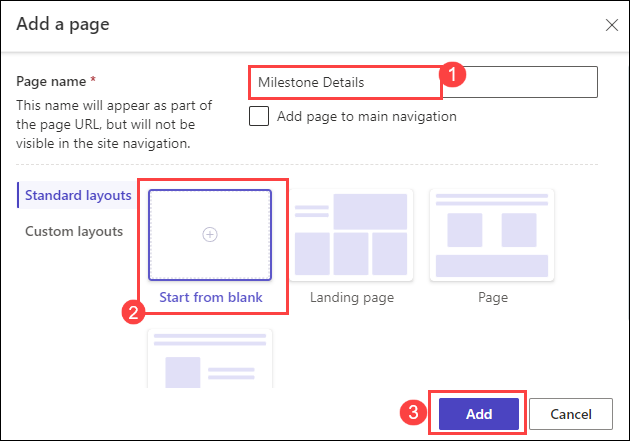 Add a page
Page name *
Milestone Details
1
This name will appear as part of
the page URL, but will not be
visible in the site navigation.
Add page to main navigation
Standard layouts
Custom layouts
Start from blank
2
Landing page
Page
3
Add
Cancel